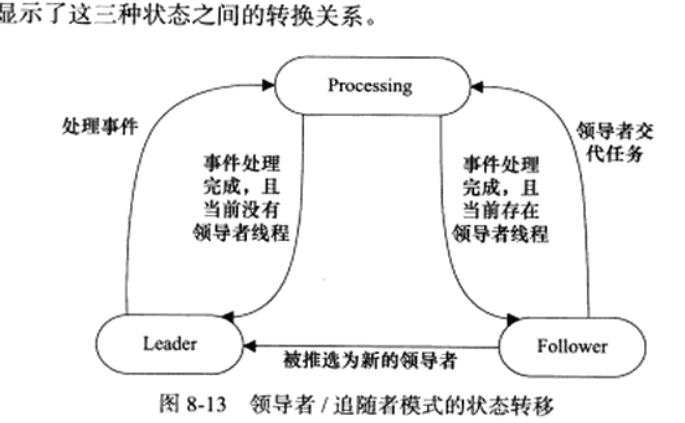 显示了这三种状态之间的转换关系。
Processing
处理事件
领导者交
代任务
事件处理
完成，且
当前没有
领导者线程
事件处理
完成，且
当前存在
领导者线程
Leader
被推选为新的领导者
Follower
图 8-13 领导者 / 追随者模式的状态转移